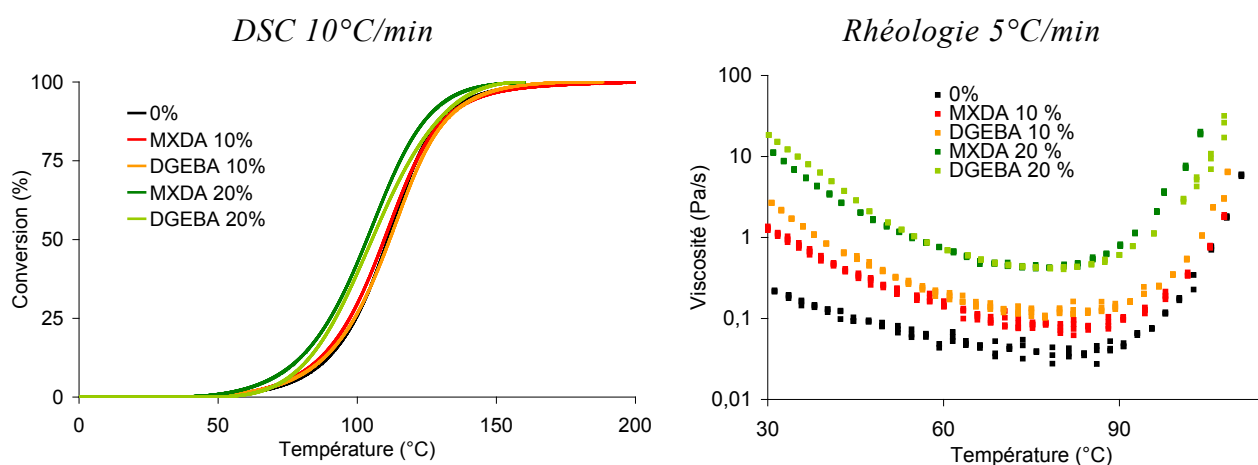 DSC 10°C/min
100
75
50
25
0
Conversion (%)
0%
MXDA 10%
DGEBA 10%
MXDA 20%
DGEBA 20%
0
50
100
150
200
Température (°C)
Rhéologie 5°C/min
100
10
1
0,1
0,01
Viscosité (Pa/s)
0%
MXDA 10 %
DGEBA 10 %
MXDA 20 %
DGEBA 20 %
30
60
90
Température (°C)